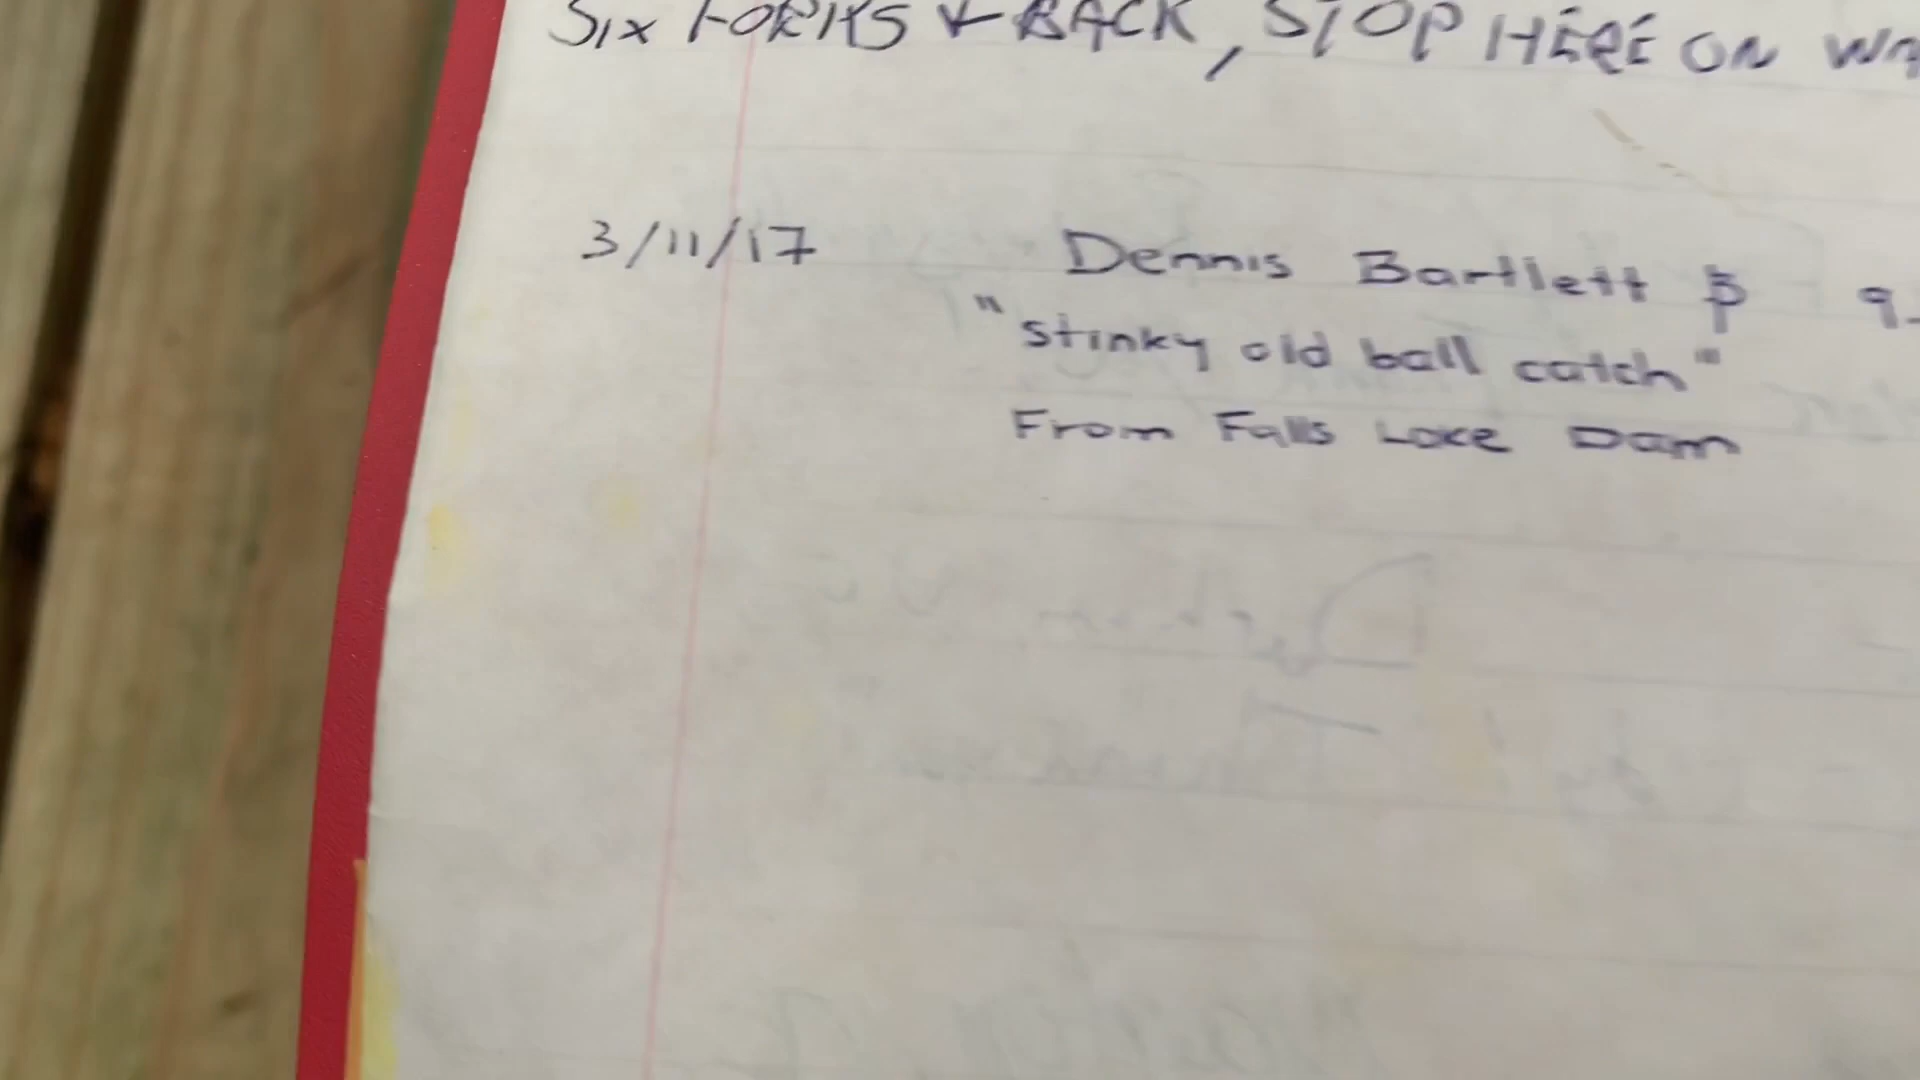 SIX FORKS & BACK, STOP HERE ON
3/11/17 Dennis Bartlett
"stinky old ball catch"
From Falls Lake Dam